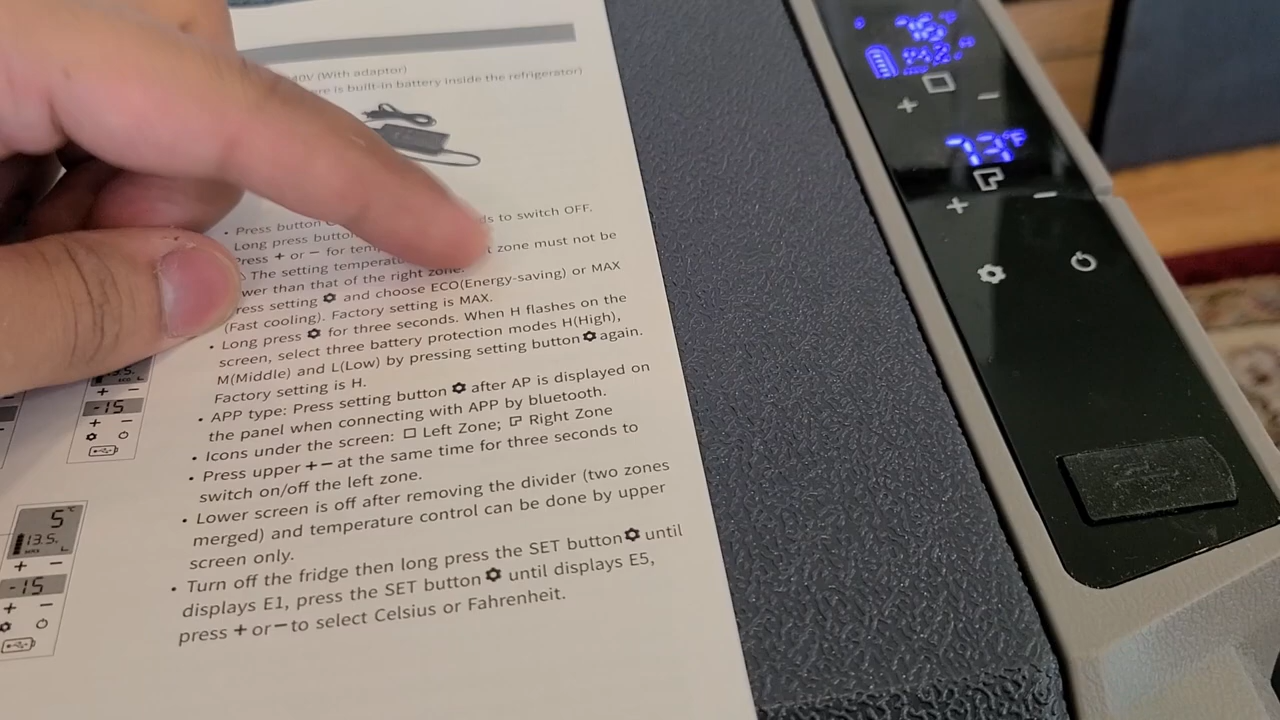 40V (With adaptor)
ere is built-in battery inside the refrigerator)
• Press button ds to switch OFF.
Long press button
Press + or − for t zone must not be
The setting
wer than that of the right zone.
ress setting and choose ECO(Energy-saving) or MAX
(Fast cooling). Factory setting is MAX.
• Long press for three seconds. When H flashes on the
screen, select three battery protection modes H(High),
M(Middle) and L(Low) by pressing setting button again.
Factory setting is H.
• APP type: Press setting button after AP is displayed on
the panel when connecting with APP by bluetooth.
• Icons under the screen: Left Zone; Right Zone
• Press upper + − at the same time for three seconds to
switch on/off the left zone.
• Lower screen is off after removing the divider (two zones
merged) and temperature control can be done by upper
screen only.
• Turn off the fridge then long press the SET button until
displays E1, press the SET button until displays E5,
press + or − to select Celsius or Fahrenheit.
+ −
-15
+ −
5°C
13.5
MAX
+ −
-15
+ −
°F
+ −
73°F
+ −